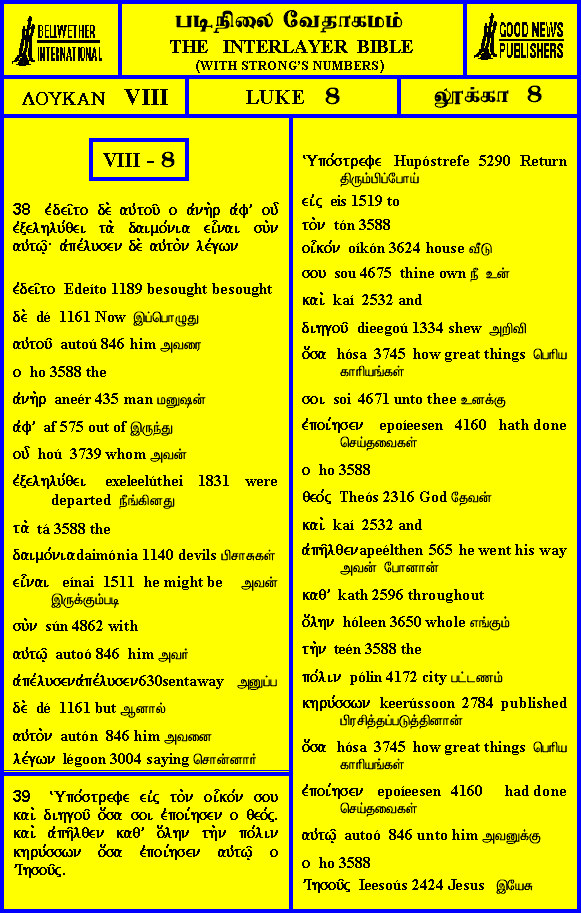 BELLWETHER
INTERNATIONAL
படிநிலை வேதாகமம்
THE INTERLAYER BIBLE
(WITH STRONG'S NUMBERS)
GOOD NEWS
PUBLISHERS
ΛΟΥΚΑΝ VIII
LUKE 8
லூக்கா 8
VIII - 8
38 ἐδεῖτο δὲ αὐτοῦ ο ἀνὴρ ἀφ' οὗ
ἐξεληλύθει τὰ δαιμόνια εἶναι σὺν
αὐτῷ· ἀπέλυσεν δὲ αὐτὸν λέγων
ἐδεῖτο Edeíto 1189 besought besought
δὲ dé 1161 Now இப்பொழுது
αὐτοῦ autoú 846 him அவரை
ο ho 3588 the
ἀνὴρ aneér 435 man மனுஷன்
ἀφ' af 575 out of இருந்து
οὗ hoú 3739 whom அவன்
ἐξεληλύθει exeleelúthei 1831 were
departed நீங்கினது
τὰ tá 3588 the
δαιμόνια daimónia 1140 devils பிசாசுகள்
εἶναι eínai 1511 he might be அவன்
இருக்கும்படி
σὺν sún 4862 with
αὐτῷ autoó 846 him அவர்
ἀπέλυσενἀπέλυσεν630sentaway அனுப்ப
δὲ dé 1161 but ஆனால்
αὐτὸν autón 846 him அவனை
λέγων légoon 3004 saying சொன்னார்
39 Ὑπόστρεφε εἰς τὸν οἶκόν σου
καὶ διηγοῦ ὅσα σοι ἐποίησεν ο θεός.
καὶ ἀπῆλθεν καθ' ὅλην τὴν πόλιν
κηρύσσων ὅσα ἐποίησεν αὐτῷ ο
Ἰησοῦς.
Ὑπόστρεφε Hupóstrefe 5290 Return
திரும்பிப்போய்
εἰς eis 1519 to
τὸν tón 3588
οἶκόν oíkón 3624 house வீடு
σου sou 4675 thine own நீ உன்
καὶ kaí 2532 and
διηγοῦ dieegoú 1334 shew அறிவி
ὅσα hósa 3745 how great things பெரிய
காரியங்கள்
σοι soi 4671 unto thee உனக்கு
ἐποίησεν epoíeesen 4160 hath done
செய்தவைகள்
ο ho 3588
θεός Theós 2316 God தேவன்
καὶ kaí 2532 and
ἀπῆλθεν apeélthen 565 he went his way
அவன் போனான்
καθ' kath 2596 throughout
ὅλην hóleen 3650 whole எங்கும்
τὴν teén 3588 the
πόλιν pólin 4172 city பட்டணம்
κηρύσσων keerússoon 2784 published
பிரசித்தப்படுத்தினான்
ὅσα hósa 3745 how great things பெரிய
காரியங்கள்
ἐποίησεν epoíeesen 4160 had done
செய்தவைகள்
αὐτῷ autoó 846 unto him அவனுக்கு
ο ho 3588
Ἰησοῦς Ieesoús 2424 Jesus இயேசு